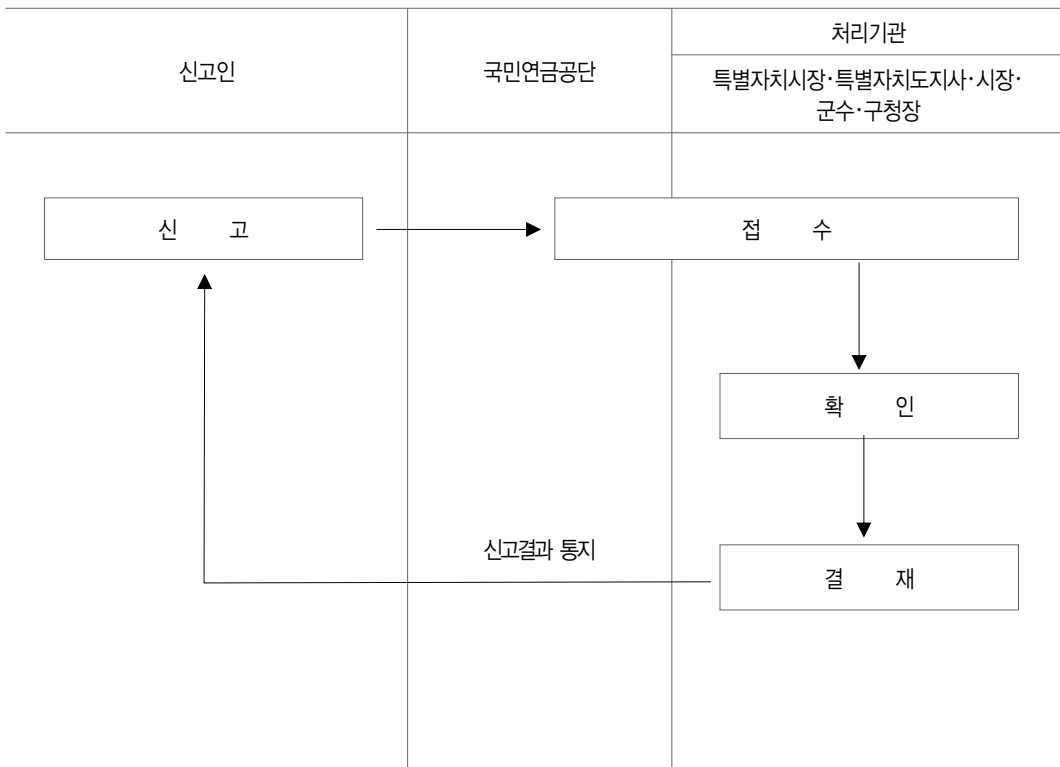 신고인
국민연금공단
처리기관
특별자치시장·특별자치도지사·시장·
군수·구청장
신 고
접 수
확 인
신고결과 통지
결 재